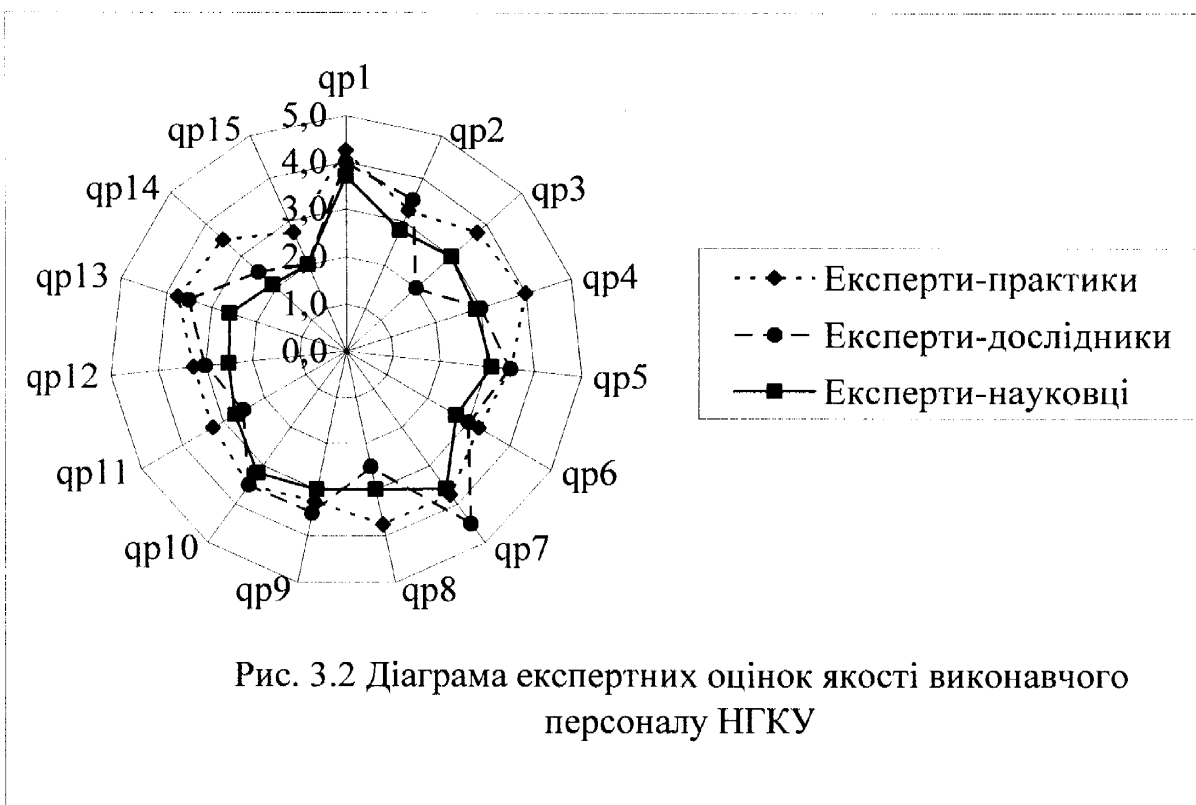 qp1
qp2
qp3
qp4
qp5
qp6
qp7
qp8
qp9
qp10
qp11
qp12
qp13
qp14
qp15
5,0
4,0
3,0
2,0
1,0
0,0
Експерти-практики
Експерти-дослідники
Експерти-науковці
Рис. 3.2 Діаграма експертних оцінок якості виконавчого
персоналу НГКУ